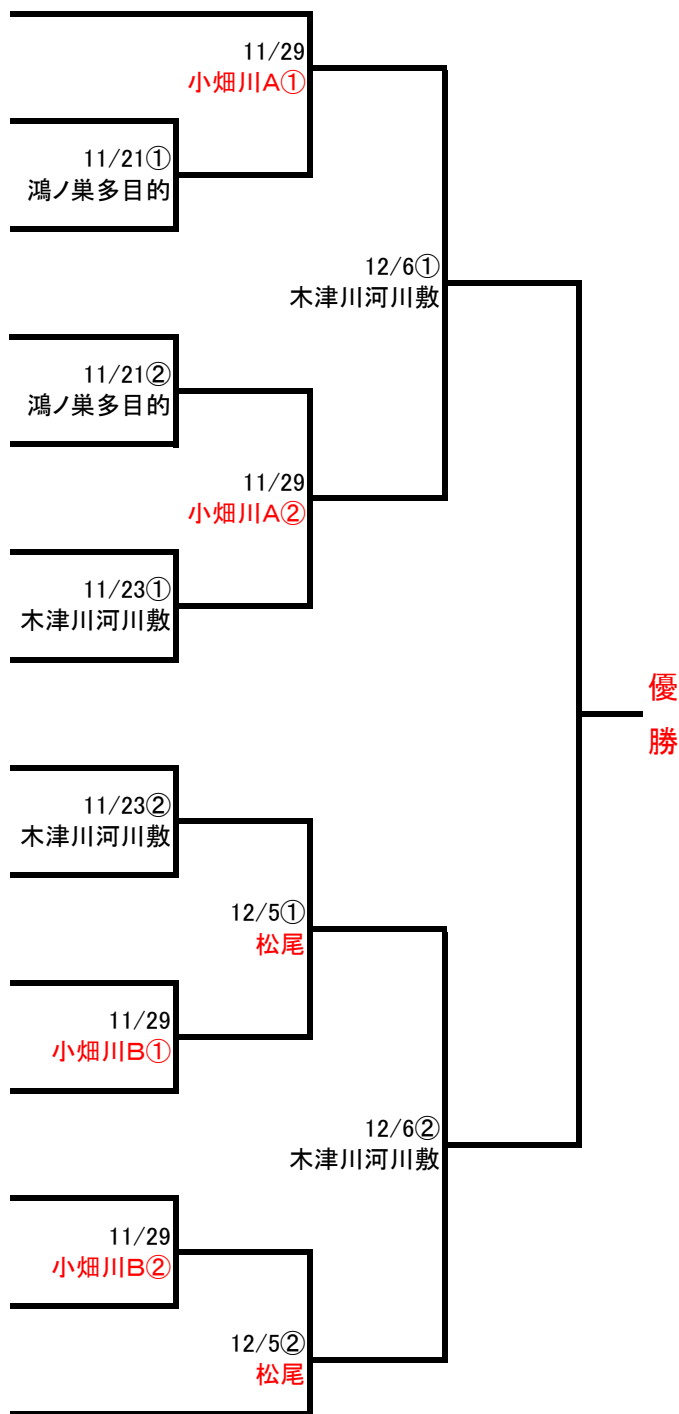 11/29
小畑川A①
11/21①
鴻ノ巣多目的
12/6①
木津川河川敷
11/21②
鴻ノ巣多目的
11/29
小畑川A②
11/23①
木津川河川敷
優
勝
11/23②
木津川河川敷
12/5①
松尾
11/29
小畑川B①
12/6②
木津川河川敷
11/29
小畑川B②
12/5②
松尾